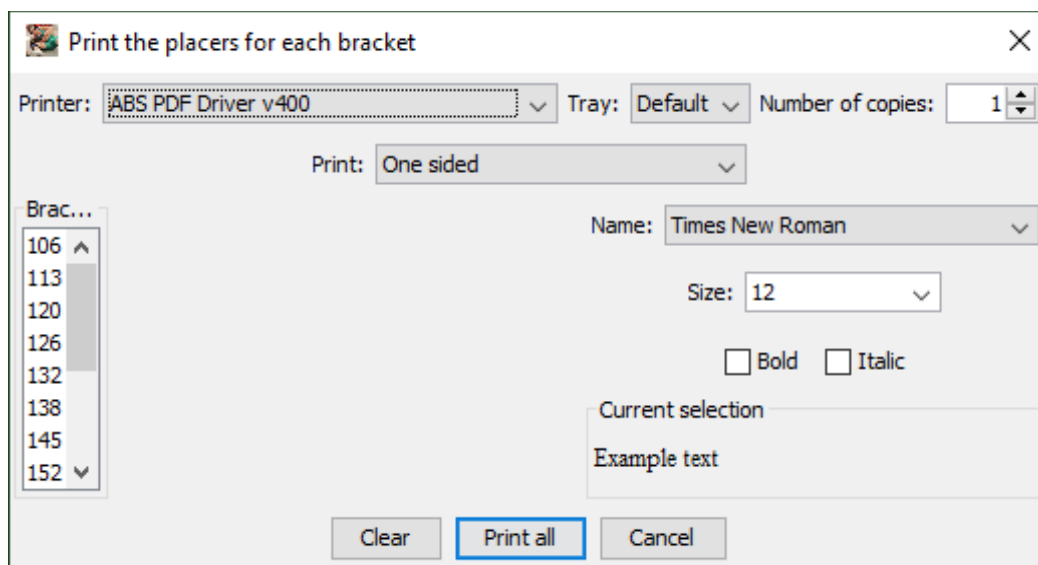 Print the placers for each bracket
Printer: ABS PDF Driver v400 Tray: Default Number of copies: 1
Print: One sided
Brac...
106
113
120
126
132
138
145
152
Name: Times New Roman
Size: 12
Bold Italic
Current selection
Example text
Clear Print all Cancel